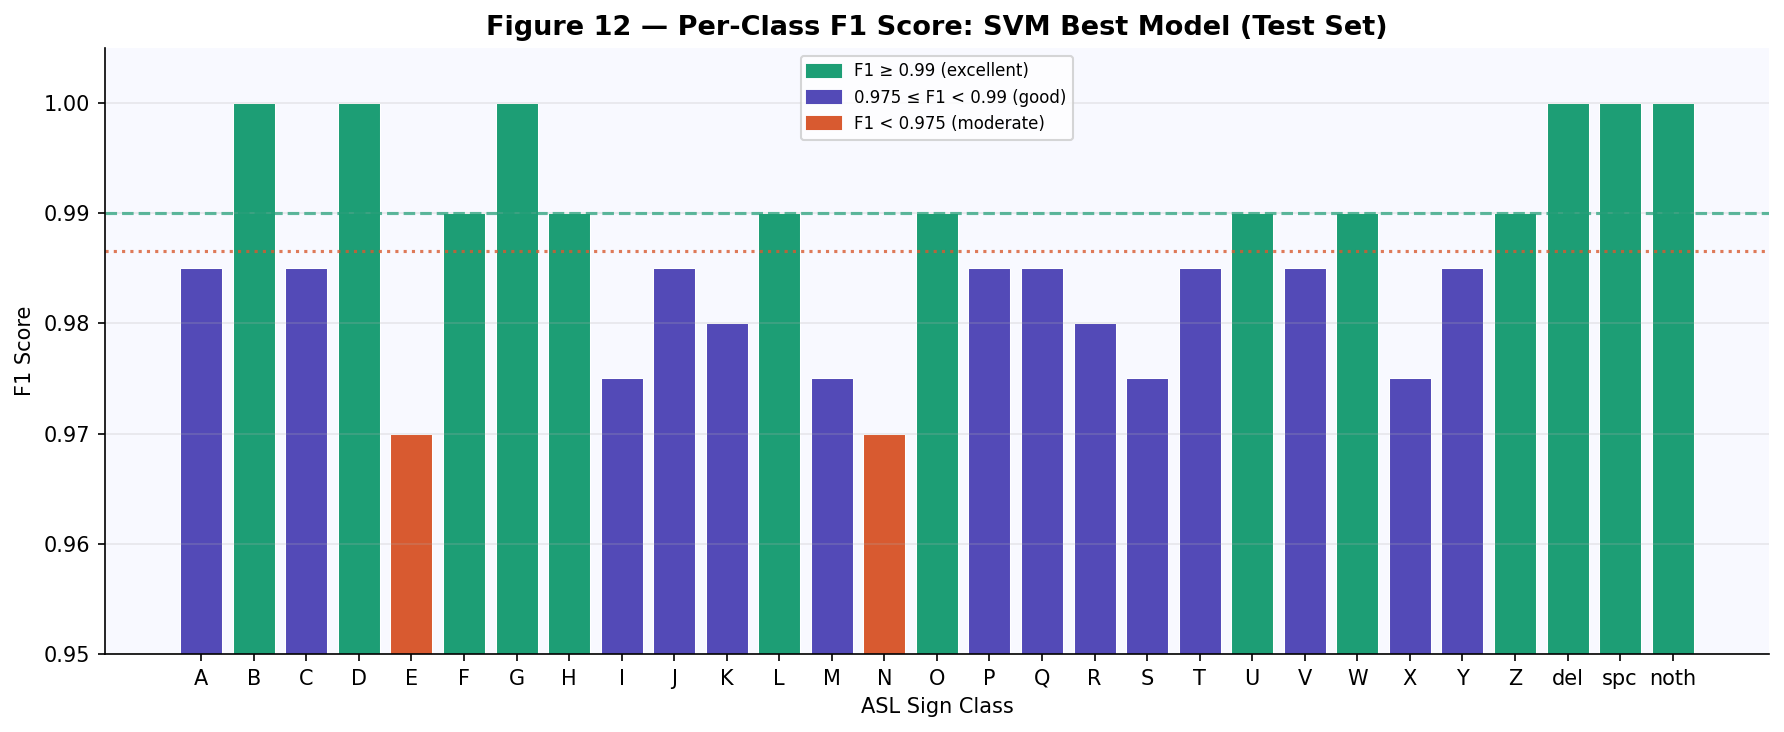 Figure 12 — Per-Class F1 Score: SVM Best Model (Test Set)
F1 ≥ 0.99 (excellent)
0.975 ≤ F1 < 0.99 (good)
F1 < 0.975 (moderate)
F1 Score
1.00
0.99
0.98
0.97
0.96
0.95
A B C D E F G H I J K L M N O P Q R S T U V W X Y Z del spc noth
ASL Sign Class